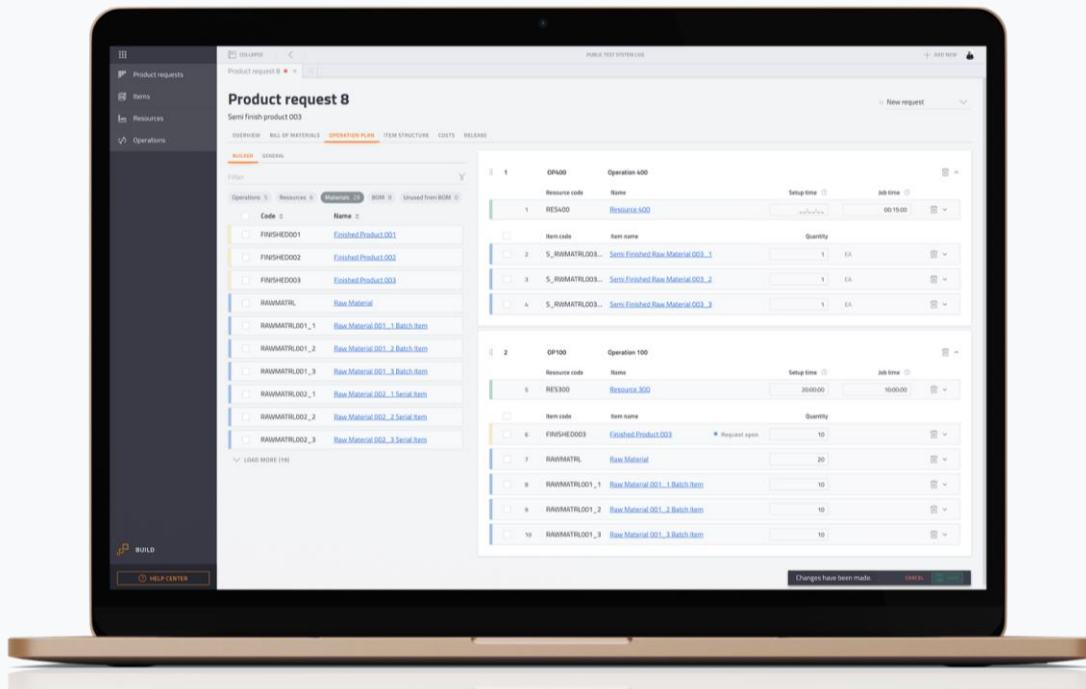 COLLAPSE
PUBLIC TEST SYSTEM LIVE
+ ADD NEW
Product requests
Items
Resources
Operations
BUILD
HELP CENTER
Product request 8
Product request 8
Semi finish product 003
New request
OVERVIEW BILL OF MATERIALS OPERATION PLAN ITEM STRUCTURE COSTS RELEASE
BUCKER GENERAL
Filter
Operations 5 Resources 6 Materials 29 BOM 0 Unused from BOM 0
Code Name
FINISHED001 Finished Product 001
FINISHED002 Finished Product 002
FINISHED003 Finished Product 003
RAWMATRL Raw Material
RAWMATRL001_1 Raw Material 001_1 Batch Item
RAWMATRL001_2 Raw Material 001_2 Batch Item
RAWMATRL001_3 Raw Material 001_3 Batch Item
RAWMATRL002_1 Raw Material 002_1 Serial Item
RAWMATRL002_2 Raw Material 002_2 Serial Item
RAWMATRL002_3 Raw Material 002_3 Serial Item
LOAD MORE (19)
1 OP400 Operation 400
Resource code Name Setup time Job time
1 RES400 Resource 400 00:15:00
Item code Item name Quantity
2 S_RWMATRL003... Semi Finished Raw Material 003_1 1 EA
3 S_RWMATRL003... Semi Finished Raw Material 003_2 1 EA
4 S_RWMATRL003... Semi Finished Raw Material 003_3 1 EA
2 OP100 Operation 100
Resource code Name Setup time Job time
5 RES300 Resource 300 20:00:00 10:00:00
Item code Item name Quantity
6 FINISHED003 Finished Product 003 Request open 10
7 RAWMATRL Raw Material 20
8 RAWMATRL001_1 Raw Material 001_1 Batch Item 10
9 RAWMATRL001_2 Raw Material 001_2 Batch Item 10
10 RAWMATRL001_3 Raw Material 001_3 Batch Item 10
Changes have been made. CANCEL